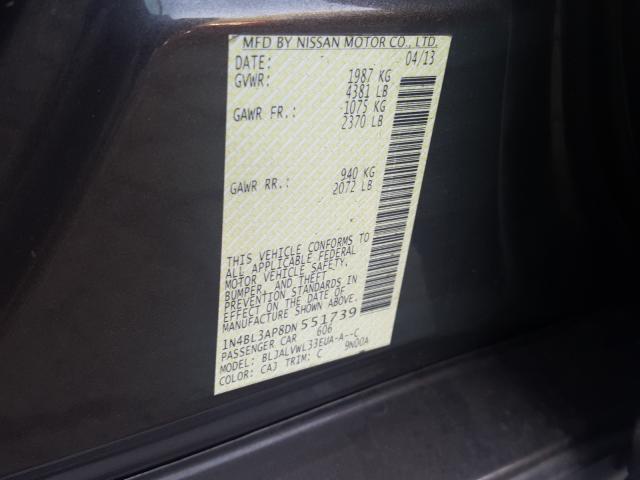 MFD BY NISSAN MOTOR CO., LTD.
DATE: 04/13
GVWR: 1987 KG
4381 LB
GAWR FR.: 1075 KG
2370 LB
GAWR RR.: 940 KG
2072 LB
THIS VEHICLE CONFORMS TO
ALL APPLICABLE FEDERAL
MOTOR VEHICLE SAFETY,
BUMPER, AND THEFT
PREVENTION STANDARDS IN
EFFECT ON THE DATE OF
MANUFACTURE SHOWN ABOVE.
1N4BL3AP8DN 551739
PASSENGER CAR 606
MODEL: BLJALVWL33EUA-A--C
COLOR: CAJ TRIM: C 9N00A